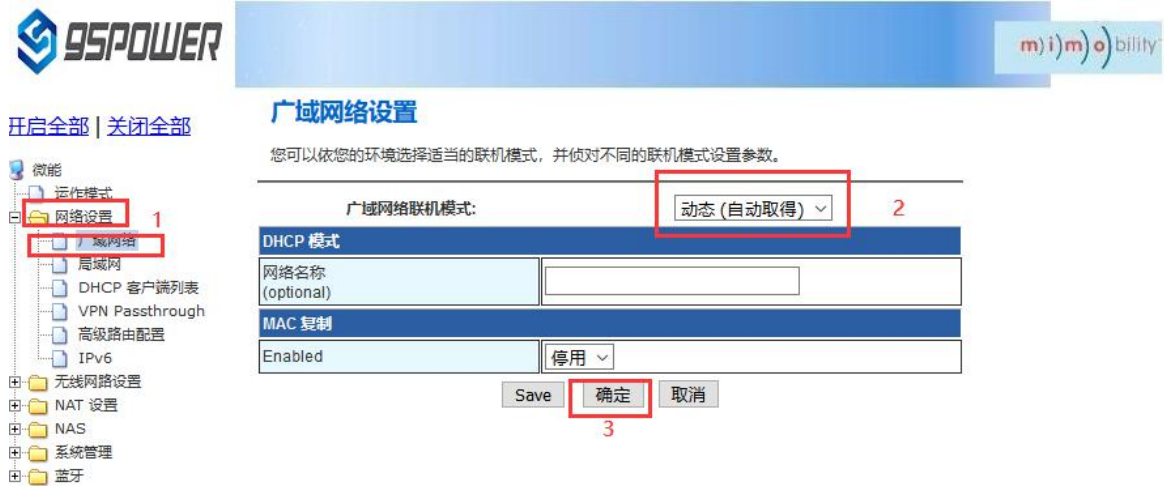 95POWER
m)i)m)o)bility
开启全部 | 关闭全部
微能
运作模式
网络设置
1
广域网络
局域网
DHCP 客户端列表
VPN Passthrough
高级路由配置
IPv6
无线网路设置
NAT 设置
NAS
系统管理
蓝牙
广域网络设置
您可以依您的环境选择适当的联机模式，并侦对不同的联机模式设置参数。
广域网络联机模式:
动态 (自动取得)
2
DHCP 模式
网络名称
(optional)
MAC 复制
Enabled
停用
Save 确定 取消
3